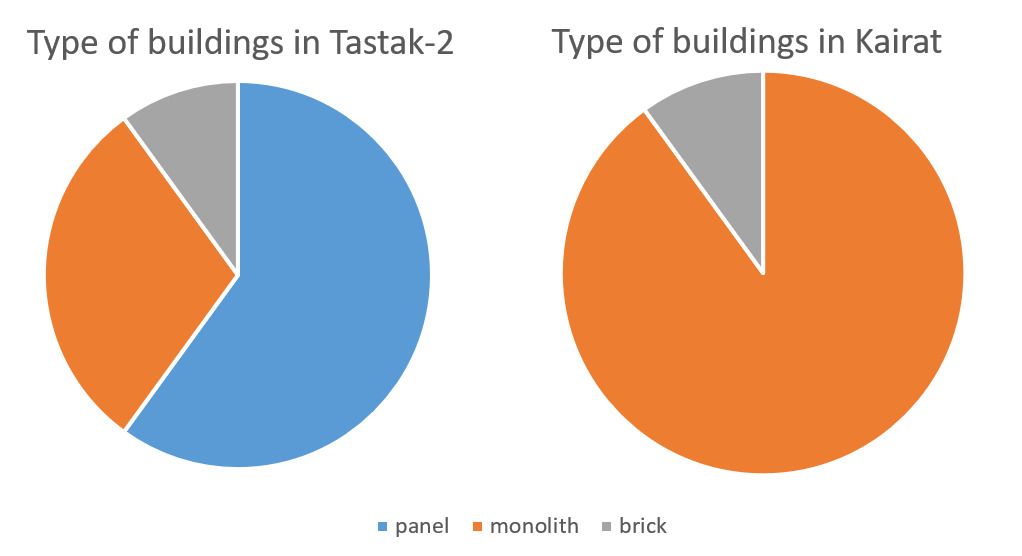 Type of buildings in Tastak-2
Type of buildings in Kairat
panel
monolith
brick